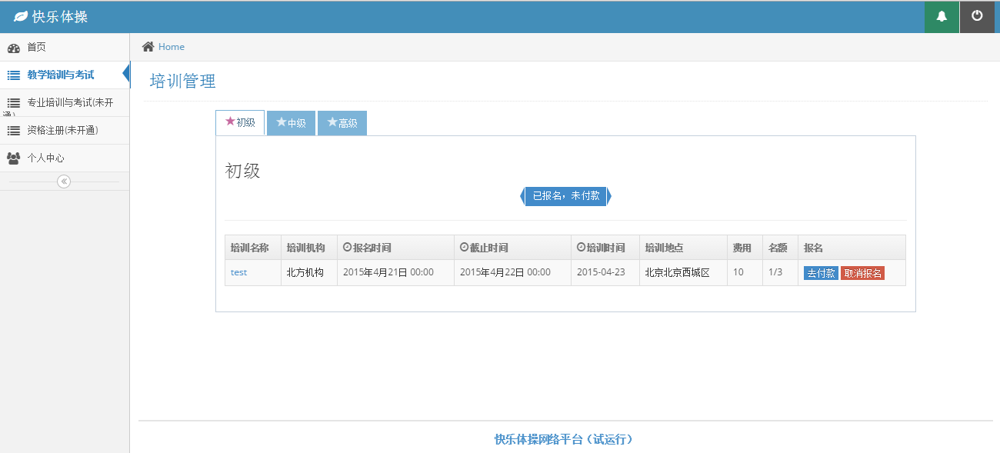 快乐体操
首页
教学培训与考试
专业培训与考试(未开
通)
资格注册(未开通)
个人中心
Home
培训管理
初级 中级 高级
初级
已报名，未付款
培训名称 培训机构 报名时间 截止时间 培训时间 培训地点 费用 名额 报名
test 北方机构 2015年4月21日 00:00 2015年4月22日 00:00 2015-04-23 北京北京西城区 10 1/3 去付款 取消报名
快乐体操网络平台（试运行）